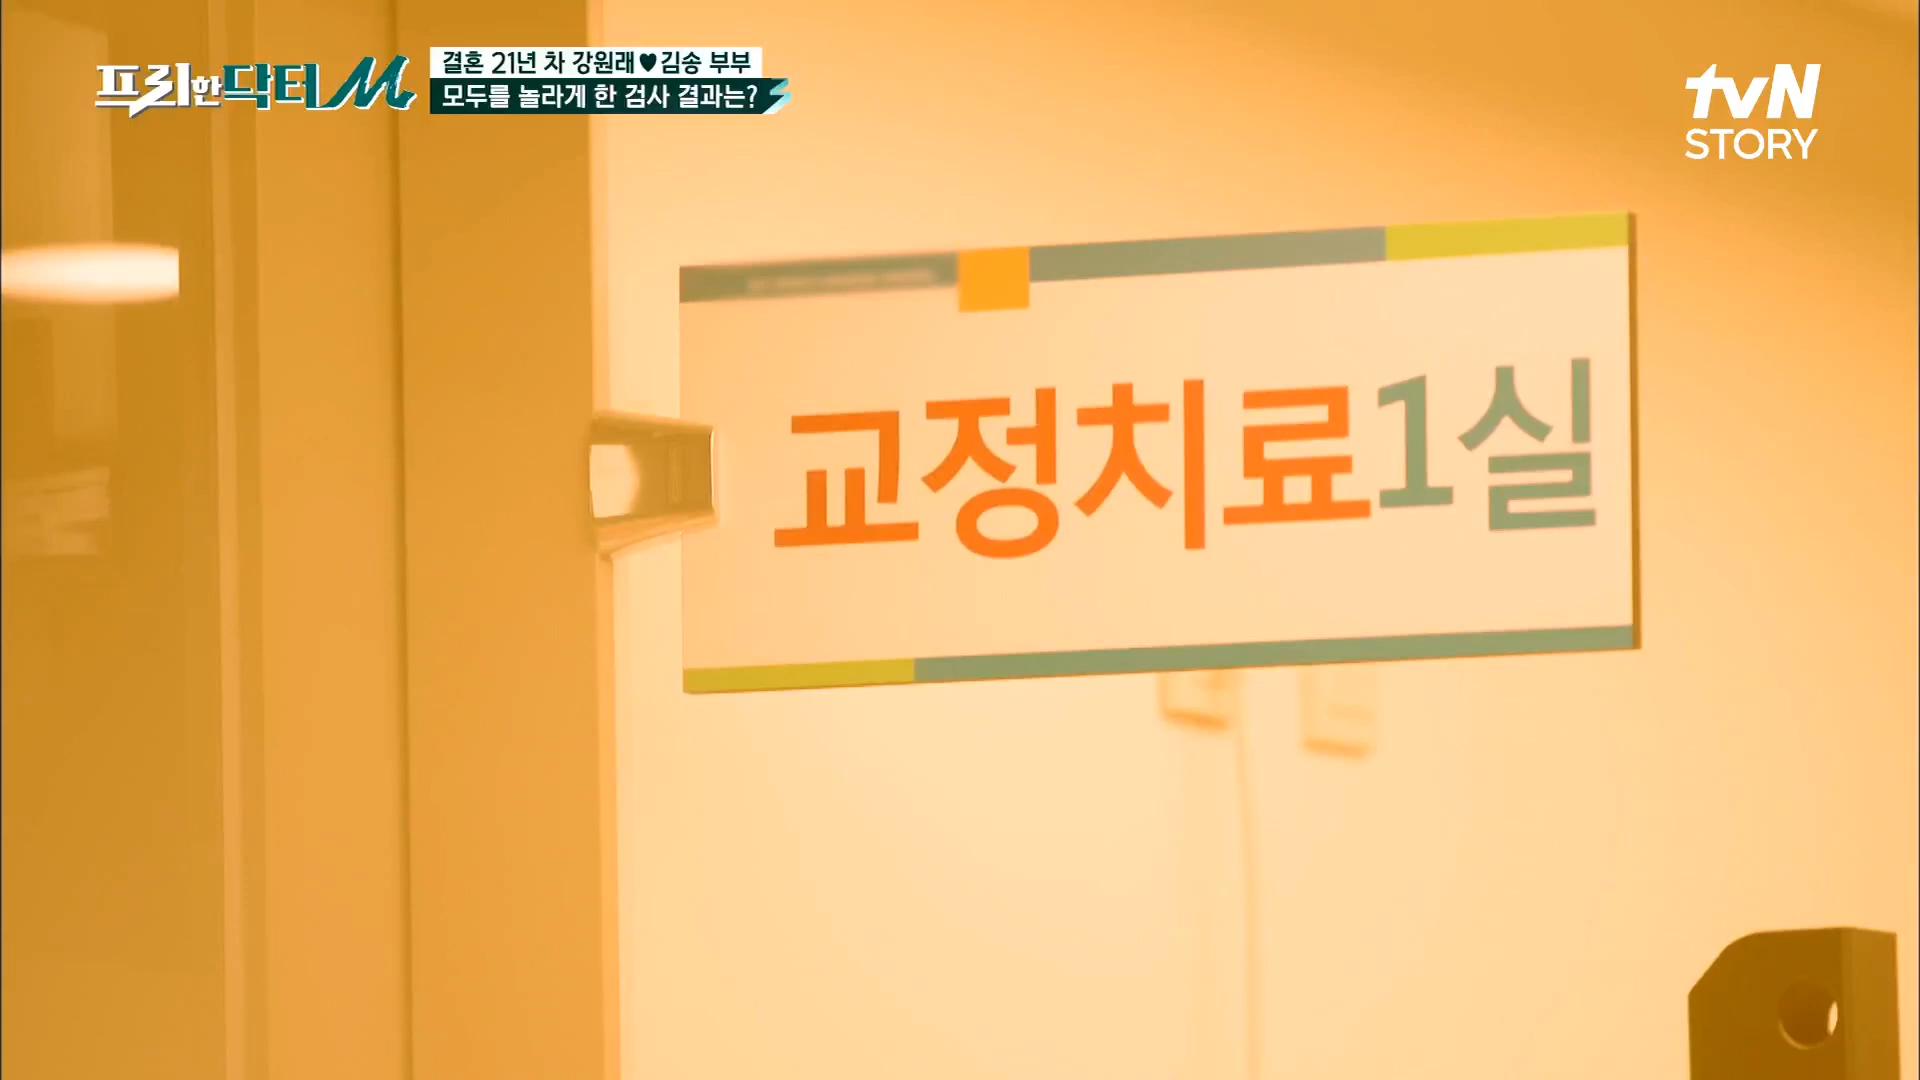 프리한닥터 M
결혼 21년 차 강원래♥김송 부부
모두를 놀라게 한 검사 결과는?
tvN
STORY
교정치료1실